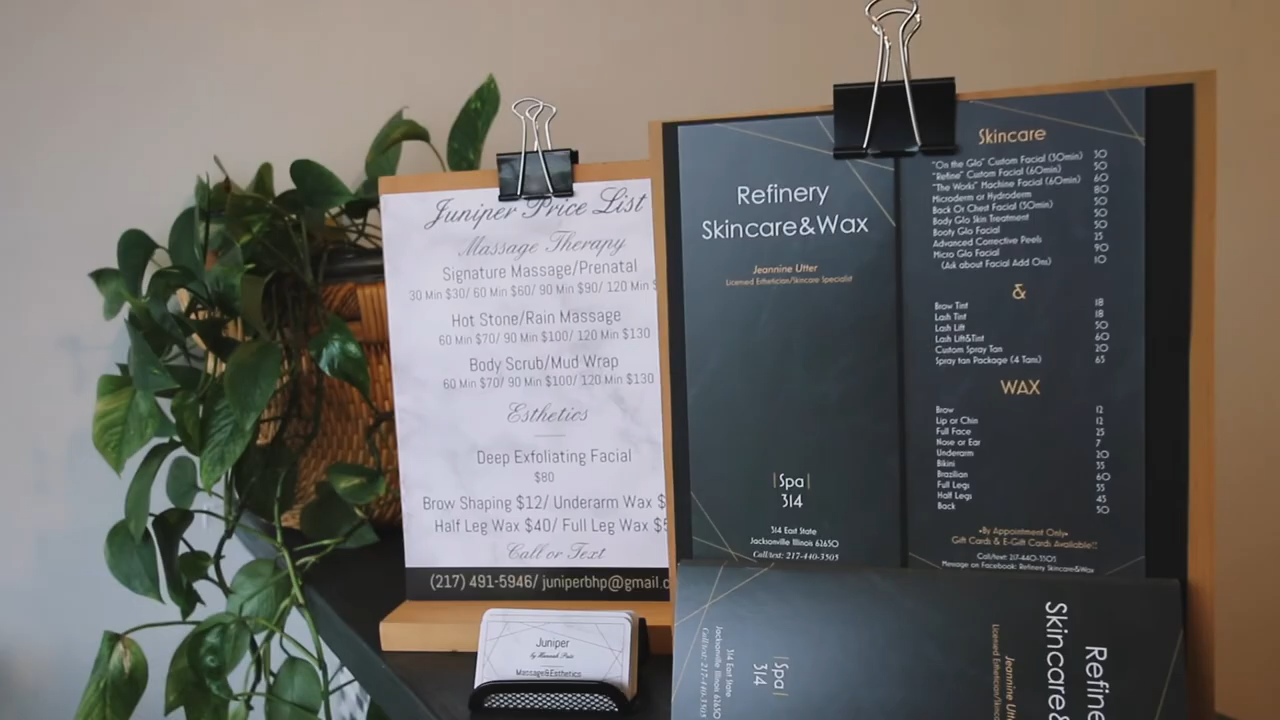 Juniper Price List
Massage Therapy
Signature Massage/Prenatal
30 Min $30/ 60 Min $60/ 90 Min $90/ 120 Min $
Hot Stone/Rain Massage
60 Min $70/ 90 Min $100/ 120 Min $130
Body Scrub/Mud Wrap
60 Min $70/ 90 Min $100/ 120 Min $130
Esthetics
Deep Exfoliating Facial
$80
Brow Shaping $12/ Underarm Wax $
Half Leg Wax $40/ Full Leg Wax $5
Call or Text
(217) 491-5946/ juniperbhp@gmail.c
Juniper
Massage&Esthetics
Refinery
Skincare&Wax
Jeannine Utter
Licensed Esthetician/Skincare Specialist
|Spa|
314
314 East State
Jacksonville Illinois 62650
Call/text: 217-440-3505
Skincare
"On the Glo" Custom Facial (30min) 30
"Refine" Custom Facial (60min) 50
"The Works" Machine Facial (60min) 60
Microderm or Hydroderm 80
Back Or Chest Facial (30min) 50
Body Glo Skin Treatment 50
Booty Glo Facial 50
Advanced Corrective Peels 25
Micro Glo Facial 90
(Ask about Facial Add Ons) 10
&
Brow Tint 18
Lash Tint 18
Lash Lift 50
Lash Lift&Tint 60
Custom Spray Tan 20
Spray tan Package (4 Tans) 65
WAX
Brow 12
Lip or Chin 12
Full Face 25
Nose or Ear 7
Underarm 20
Bikini 35
Brazilian 60
Full Legs 55
Half Legs 45
Back 50
•By Appointment Only•
Gift Cards & E-Gift Cards Available!!
Call/text 217-440-3505
Message on Facebook: Refinery Skincare&Wax
Refine
Skincare&
Jeannine Utt
Licensed Esthetician/Skinc
|Spa|
314
314 East State
Jacksonville Illinois 62650
Call/text: 217-440-3505